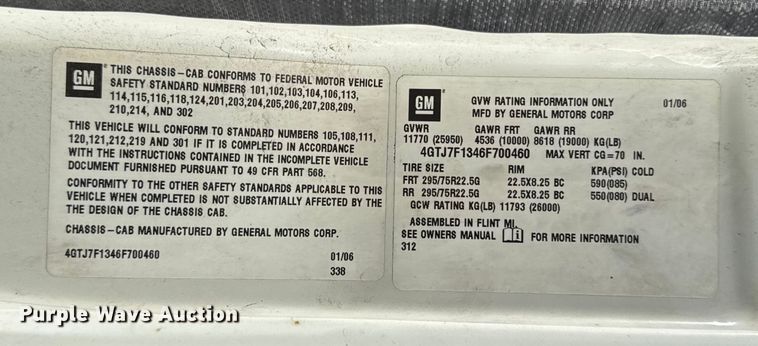 GM
THIS CHASSIS-CAB CONFORMS TO FEDERAL MOTOR VEHICLE
SAFETY STANDARD NUMBERS 101,102,103,104,106,113,
114,115,116,118,124,201,203,204,205,206,207,208,209,
210,214, AND 302
THIS VEHICLE WILL CONFORM TO STANDARD NUMBERS 105,108,111,
120,121,212,219 AND 301 IF IT IS COMPLETED IN ACCORDANCE
WITH THE INSTRUCTIONS CONTAINED IN THE INCOMPLETE VEHICLE
DOCUMENT FURNISHED PURSUANT TO 49 CFR PART 568.
CONFORMITY TO THE OTHER SAFETY STANDARDS APPLICABLE TO THIS
VEHICLE WHEN COMPLETED IS NOT SUBSTANTIALLY AFFECTED BY THE
THE DESIGN OF THE CHASSIS CAB.
CHASSIS-CAB MANUFACTURED BY GENERAL MOTORS CORP.
4GTJ7F1346F700460 01/06
338
GM
GVW RATING INFORMATION ONLY 01/06
MFD BY GENERAL MOTORS CORP
GVWR GAWR FRT GAWR RR
11770 (25950) 4536 (10000) 8618 (19000) KG(LB)
4GTJ7F1346F700460 MAX VERT CG=70 IN.
TIRE SIZE RIM KPA(PSI) COLD
FRT 295/75R22.5G 22.5X8.25 BC 590(085)
RR 295/75R22.5G 22.5X8.25 BC 550(080) DUAL
GCW RATING KG(LB) 11793 (26000)
ASSEMBLED IN FLINT MI.
SEE OWNERS MANUAL i FOR MORE INFORMATION
312
Purple Wave Auction